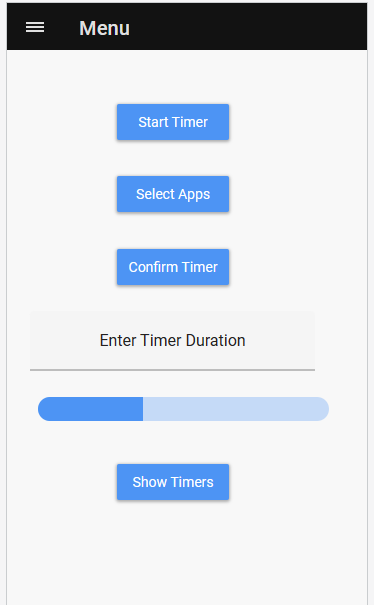 Menu
Start Timer
Select Apps
Confirm Timer
Enter Timer Duration
Show Timers